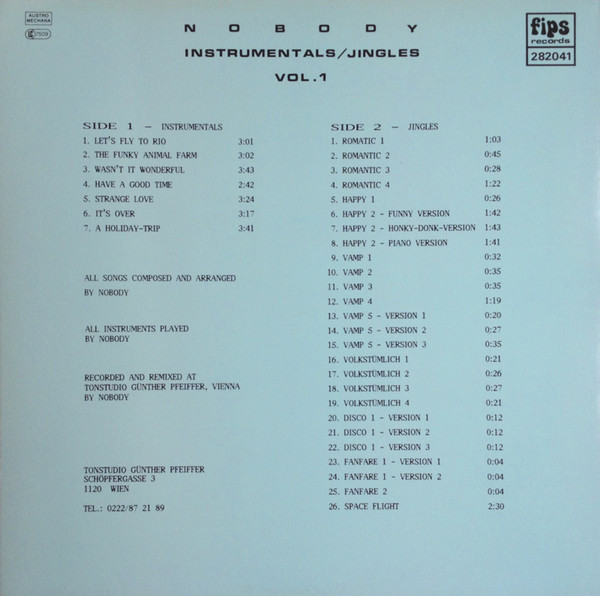 AUSTRO
MECHANA
NOBODY
INSTRUMENTALS/JINGLES
VOL.1
fips
records
282041
SIDE 1 - INSTRUMENTALS
1. LET'S FLY TO RIO 3:01
2. THE FUNKY ANIMAL FARM 3:02
3. WASN'T IT WONDERFUL 3:43
4. HAVE A GOOD TIME 2:42
5. STRANGE LOVE 3:24
6. IT'S OVER 3:17
7. A HOLIDAY-TRIP 3:41
ALL SONGS COMPOSED AND ARRANGED
BY NOBODY
ALL INSTRUMENTS PLAYED
BY NOBODY
RECORDED AND REMIXED AT
TONSTUDIO GÜNTHER PFEIFFER, VIENNA
BY NOBODY
TONSTUDIO GÜNTHER PFEIFFER
SCHÖPFERGASSE 3
1120 WIEN
TEL.: 0222/87 21 89
SIDE 2 - JINGLES
1. ROMATIC 1 1:03
2. ROMANTIC 2 0:45
3. ROMANTIC 3 0:28
4. ROMANTIC 4 1:22
5. HAPPY 1 0:26
6. HAPPY 2 - FUNNY VERSION 1:42
7. HAPPY 2 - HONKY-DONK-VERSION 1:43
8. HAPPY 2 - PIANO VERSION 1:41
9. VAMP 1 0:32
10. VAMP 2 0:35
11. VAMP 3 0:35
12. VAMP 4 1:19
13. VAMP 5 - VERSION 1 0:20
14. VAMP 5 - VERSION 2 0:27
15. VAMP 5 - VERSION 3 0:35
16. VOLKSTÜMLICH 1 0:21
17. VOLKSTÜMLICH 2 0:26
18. VOLKSTÜMLICH 3 0:27
19. VOLKSTÜMLICH 4 0:21
20. DISCO 1 - VERSION 1 0:12
21. DISCO 1 - VERSION 2 0:12
22. DISCO 1 - VERSION 3 0:12
23. FANFARE 1 - VERSION 1 0:04
24. FANFARE 1 - VERSION 2 0:04
25. FANFARE 2 0:04
26. SPACE FLIGHT 2:30